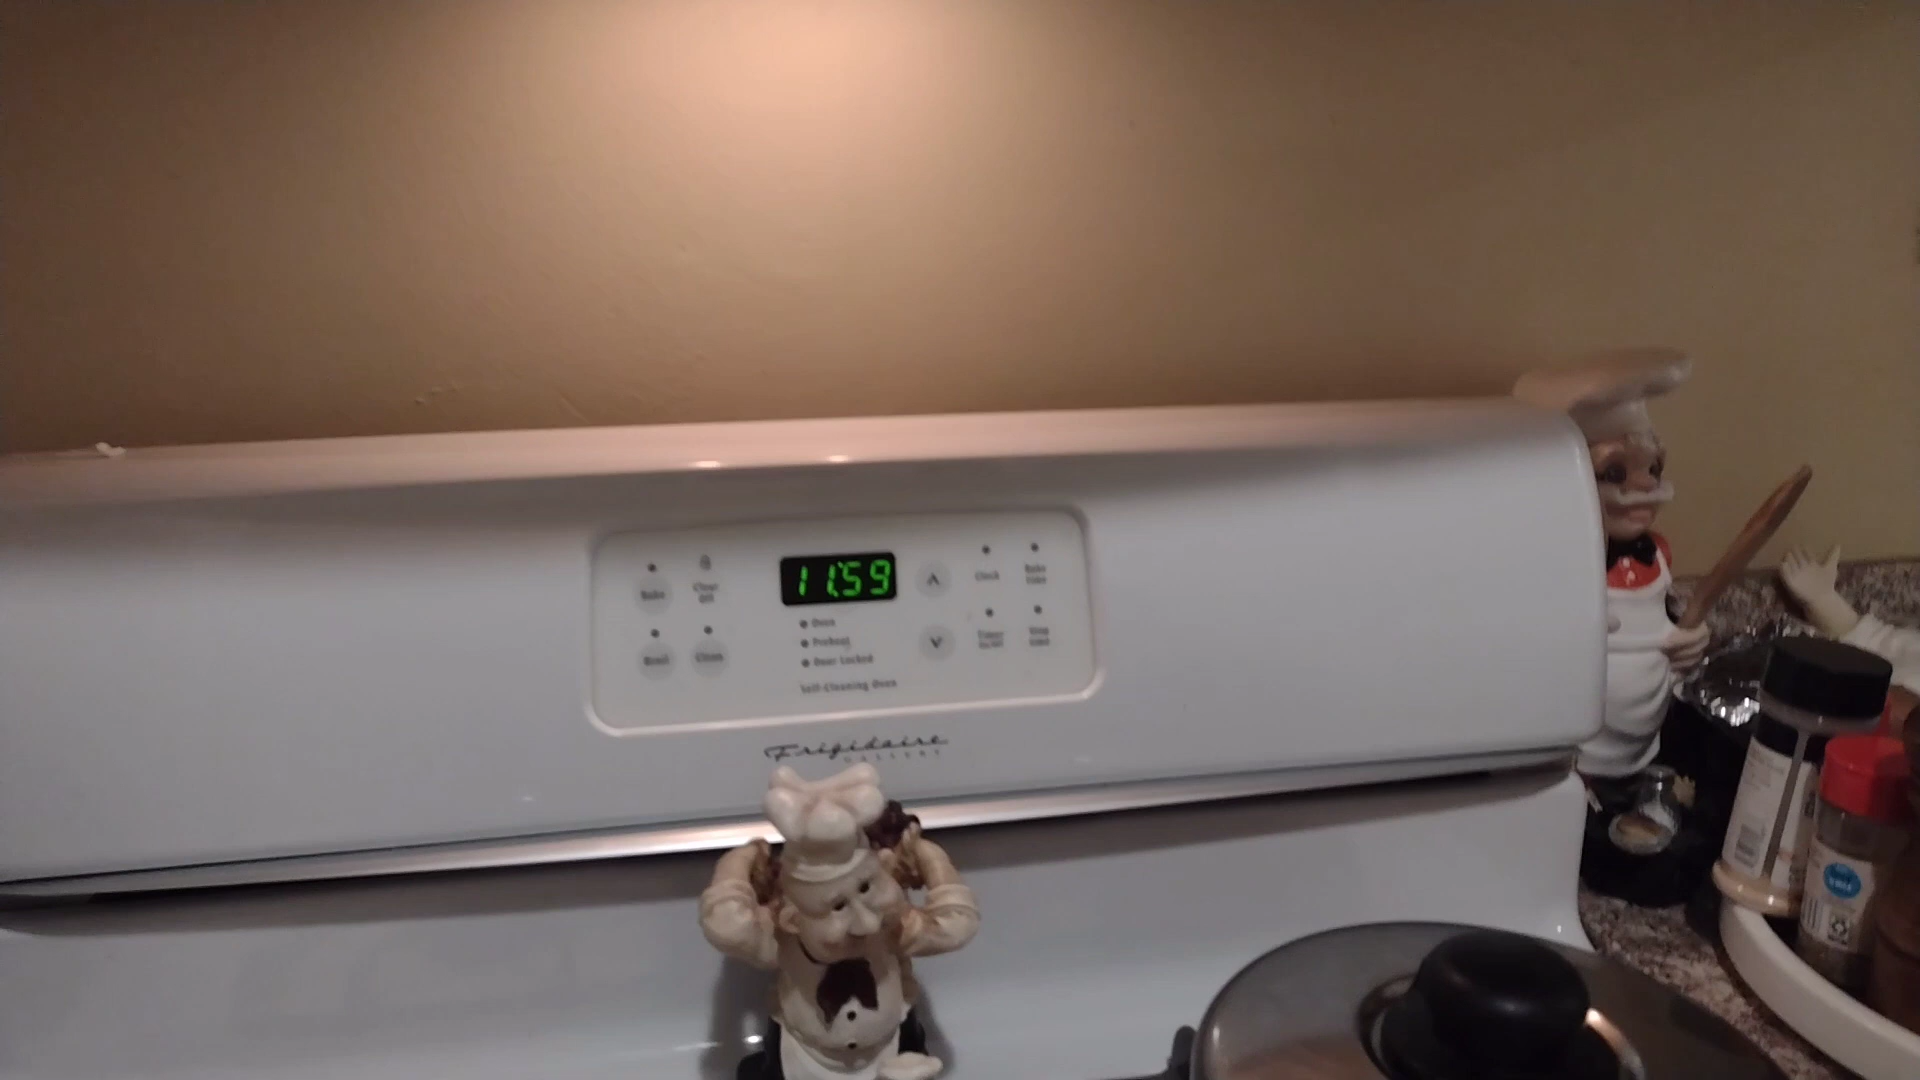 11:59
Bake
Clear
Off
Clock
Bake
time
Oven
Preheat
Door Locked
Broil
Clean
Timer
on/off
Stop
time
Self-Cleaning Oven
Frigidaire
GALLERY